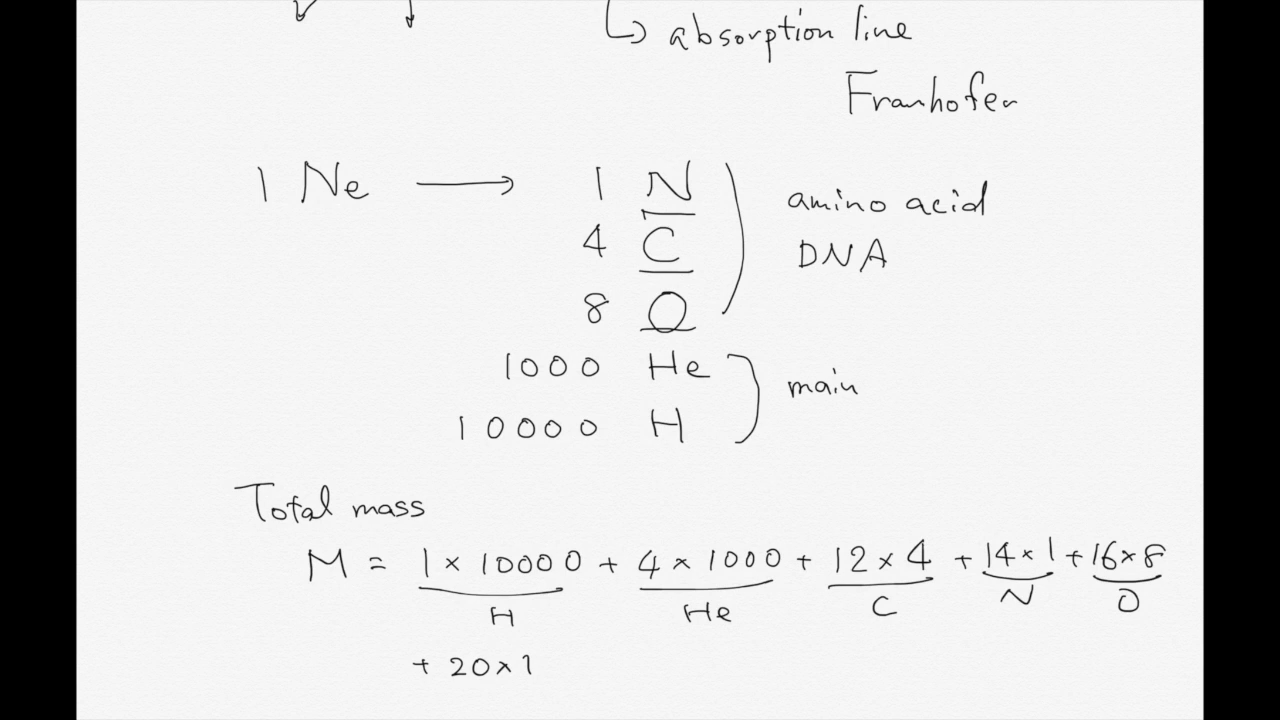 ↳ absorption line
Franhofer
1 Ne → 1 N
amino acid
4 C
DNA
8 O
1000 He
main
10000 H
Total mass
M = 1 × 10000 + 4 × 1000 + 12 × 4 + 14 × 1 + 16 × 8
H He C N O
+ 20 × 1